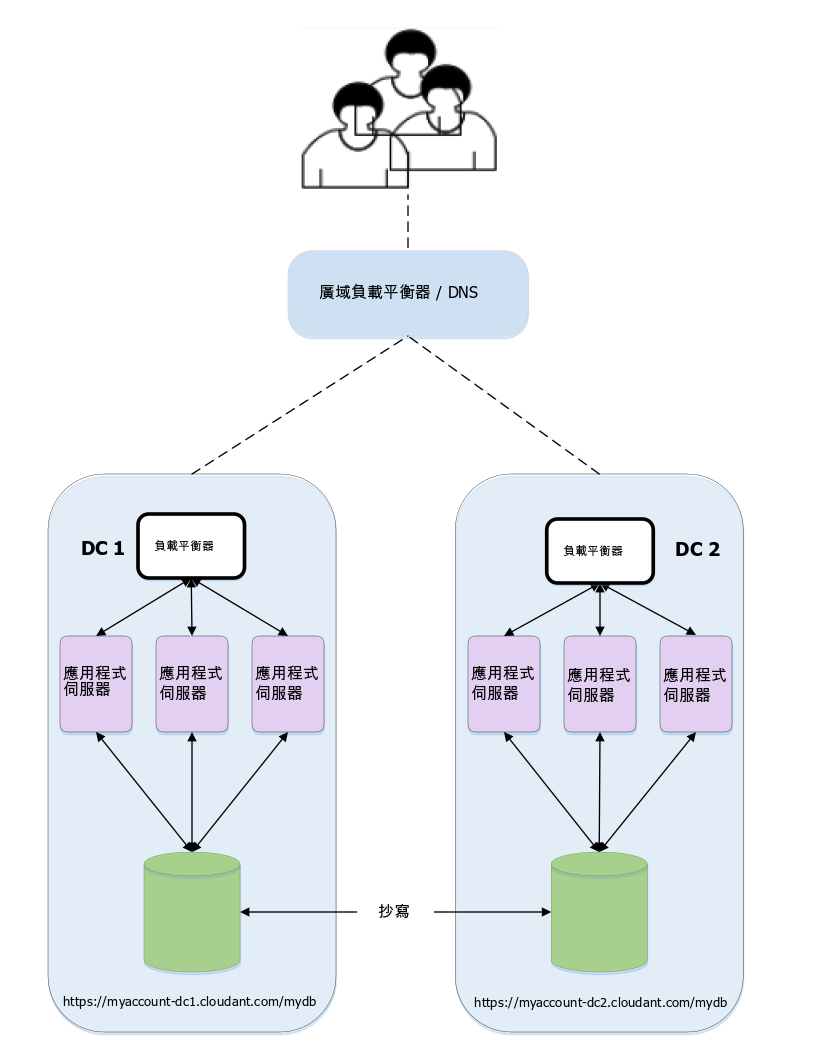 廣域負載平衡器 / DNS
DC 1
負載平衡器
負載平衡器
DC 2
應用程式
伺服器
應用程式
伺服器
應用程式
伺服器
應用程式
伺服器
應用程式
伺服器
應用程式
伺服器
抄寫
https://myaccount-dc1.cloudant.com/mydb
https://myaccount-dc2.cloudant.com/mydb